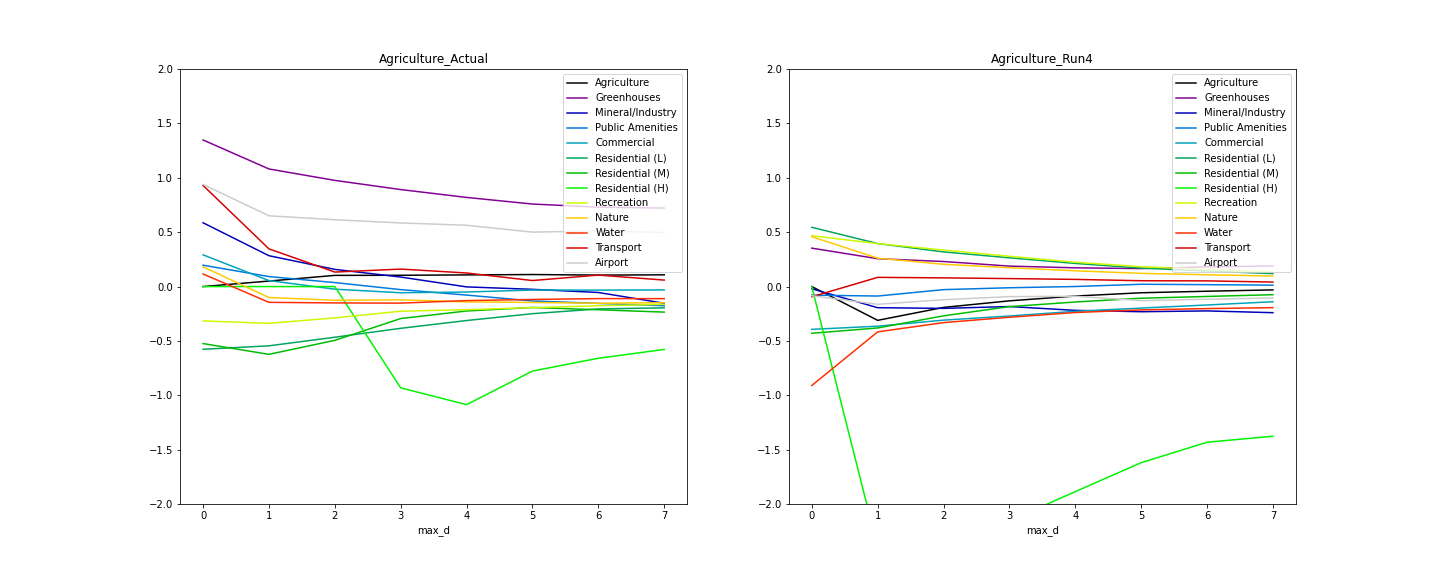 Agriculture_Actual
2.0
1.5
1.0
0.5
0.0
−0.5
−1.0
−1.5
−2.0
0 1 2 3 4 5 6 7
max_d
Agriculture
Greenhouses
Mineral/Industry
Public Amenities
Commercial
Residential (L)
Residential (M)
Residential (H)
Recreation
Nature
Water
Transport
Airport
Agriculture_Run4
2.0
1.5
1.0
0.5
0.0
−0.5
−1.0
−1.5
−2.0
0 1 2 3 4 5 6 7
max_d
Agriculture
Greenhouses
Mineral/Industry
Public Amenities
Commercial
Residential (L)
Residential (M)
Residential (H)
Recreation
Nature
Water
Transport
Airport